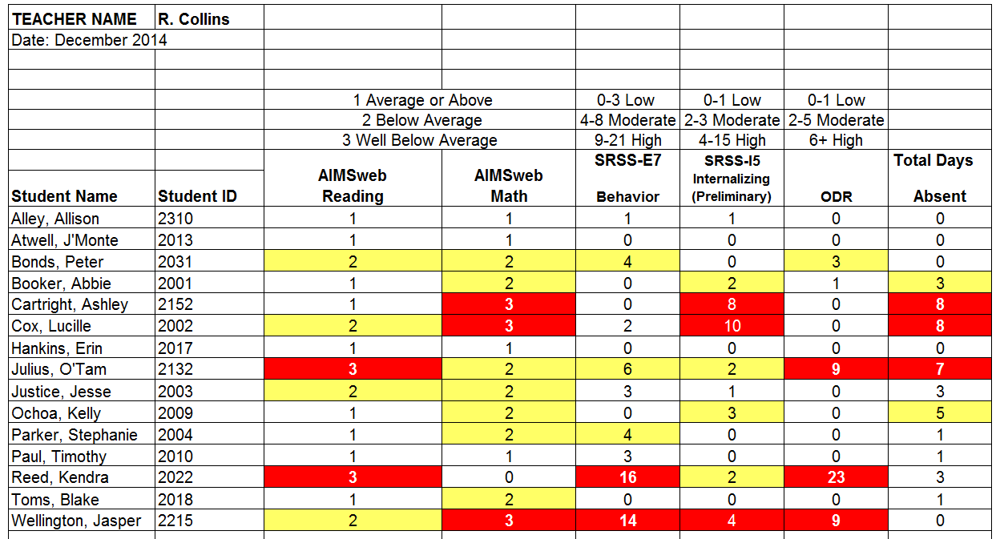 TEACHER NAME R. Collins
Date: December 2014
1 Average or Above 0-3 Low 0-1 Low 0-1 Low
2 Below Average 4-8 Moderate 2-3 Moderate 2-5 Moderate
3 Well Below Average 9-21 High 4-15 High 6+ High
SRSS-E7 SRSS-I5 Total Days
AIMSweb AIMSweb Internalizing
Student Name Student ID Reading Math Behavior (Preliminary) ODR Absent
Alley, Allison 2310 1 1 1 1 0 0
Atwell, J'Monte 2013 1 1 0 0 0 0
Bonds, Peter 2031 2 2 4 0 3 0
Booker, Abbie 2001 1 2 0 2 1 3
Cartright, Ashley 2152 1 3 0 8 0 8
Cox, Lucille 2002 2 3 2 10 0 8
Hankins, Erin 2017 1 1 0 0 0 0
Julius, O'Tam 2132 3 2 6 2 9 7
Justice, Jesse 2003 2 2 3 1 0 3
Ochoa, Kelly 2009 1 2 0 3 0 5
Parker, Stephanie 2004 1 2 4 0 0 1
Paul, Timothy 2010 1 1 3 0 0 1
Reed, Kendra 2022 3 0 16 2 23 3
Toms, Blake 2018 1 2 0 0 0 1
Wellington, Jasper 2215 2 3 14 4 9 0